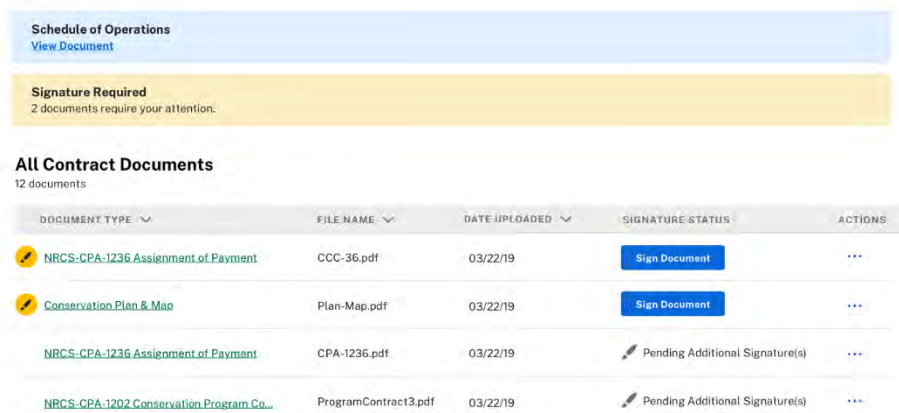 Schedule of Operations
View Document
Signature Required
2 documents require your attention.
All Contract Documents
12 documents
DOCUMENT TYPE FILE NAME DATE UPLOADED SIGNATURE STATUS ACTIONS
NRCS-CPA-1236 Assignment of Payment CCC-36.pdf 03/22/19 Sign Document ...
Conservation Plan & Map Plan-Map.pdf 03/22/19 Sign Document ...
NRCS-CPA-1236 Assignment of Payment CPA-1236.pdf 03/22/19 Pending Additional Signature(s) ...
NRCS-CPA-1202 Conservation Program Co... ProgramContract3.pdf 03/22/19 Pending Additional Signature(s) ...